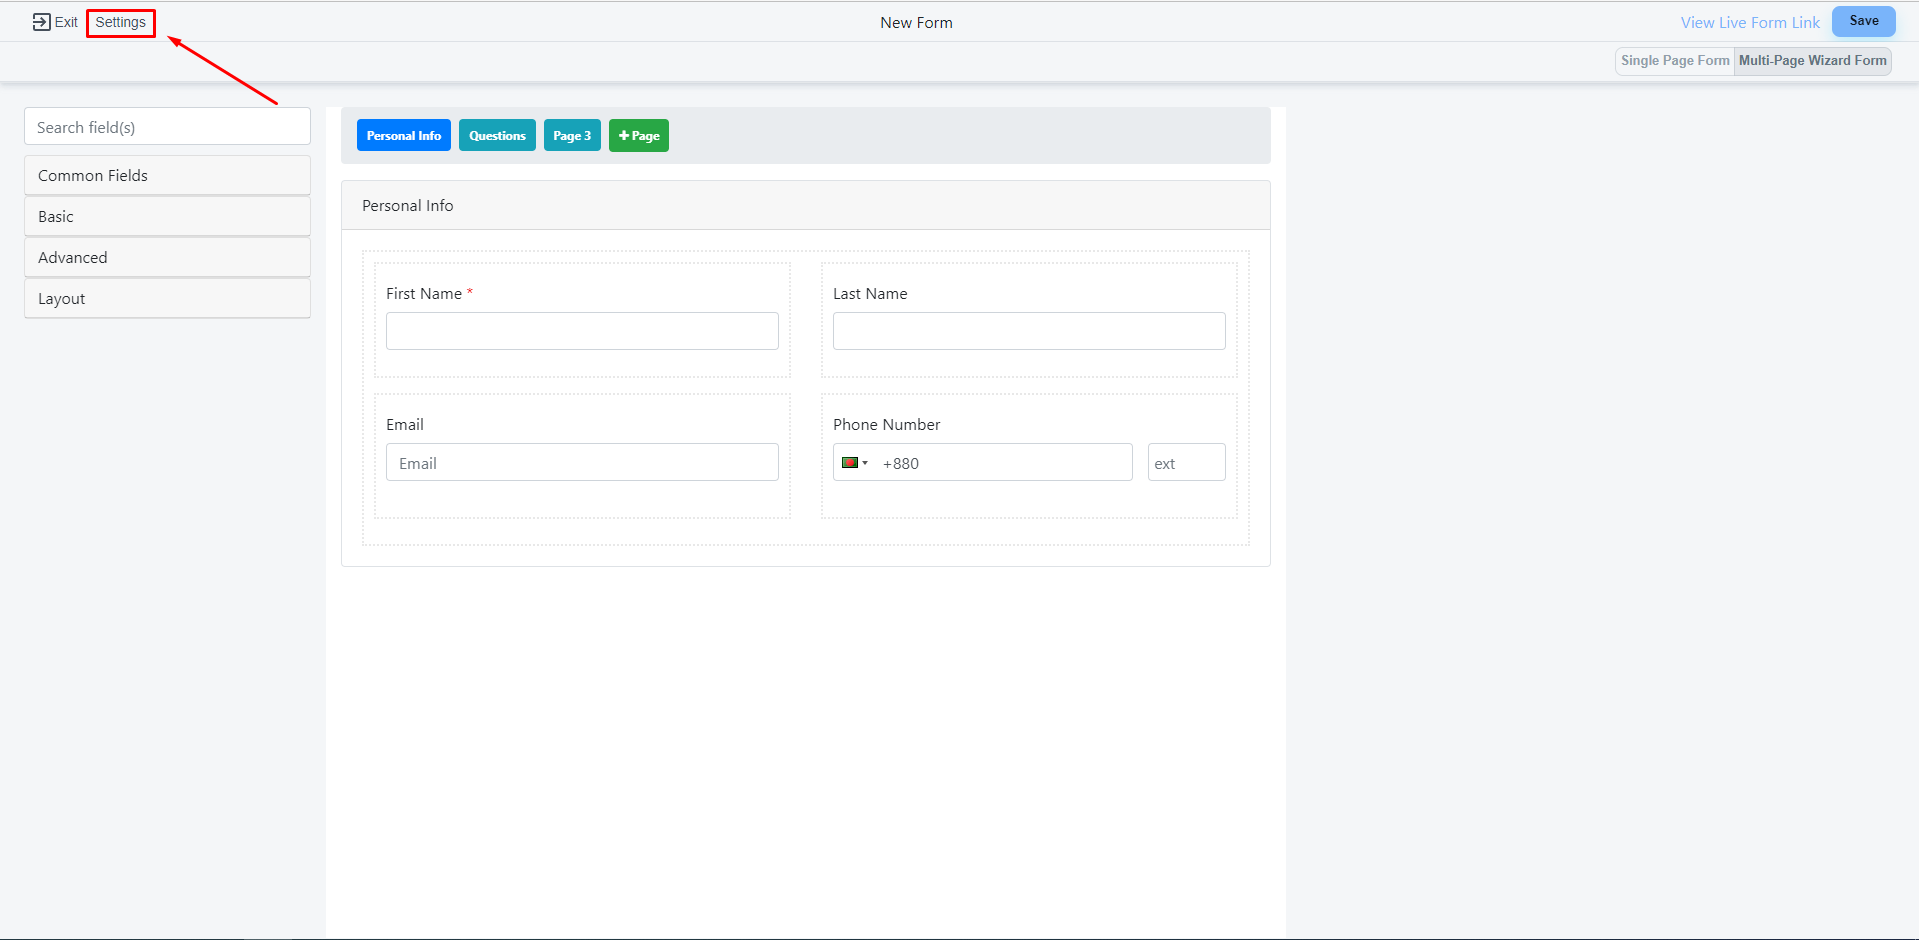 Exit Settings New Form View Live Form Link Save
Single Page Form Multi-Page Wizard Form
Search field(s)
Common Fields
Basic
Advanced
Layout
Personal Info Questions Page 3 + Page
Personal Info
First Name * Last Name
Email Phone Number
Email +880 ext